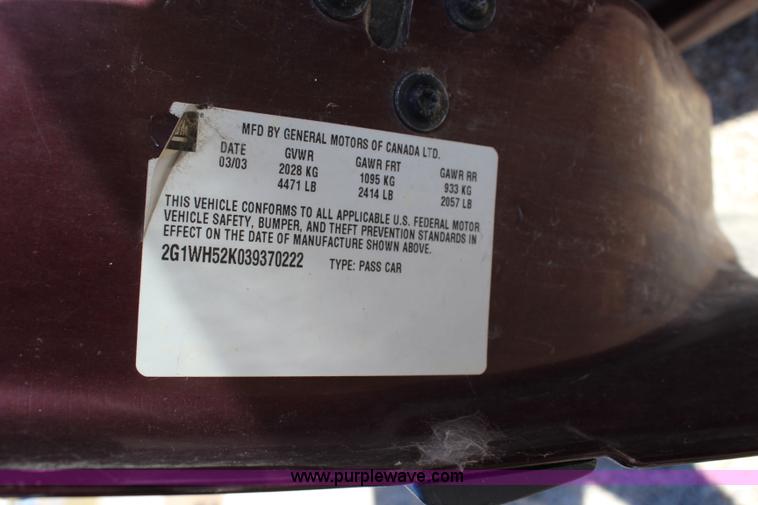 MFD BY GENERAL MOTORS OF CANADA LTD.
DATE GVWR GAWR FRT GAWR RR
03/03 2028 KG 1095 KG 933 KG
4471 LB 2414 LB 2057 LB
THIS VEHICLE CONFORMS TO ALL APPLICABLE U.S. FEDERAL MOTOR
VEHICLE SAFETY, BUMPER, AND THEFT PREVENTION STANDARDS IN
EFFECT ON THE DATE OF MANUFACTURE SHOWN ABOVE.
2G1WH52K039370222 TYPE: PASS CAR
www.purplewave.com